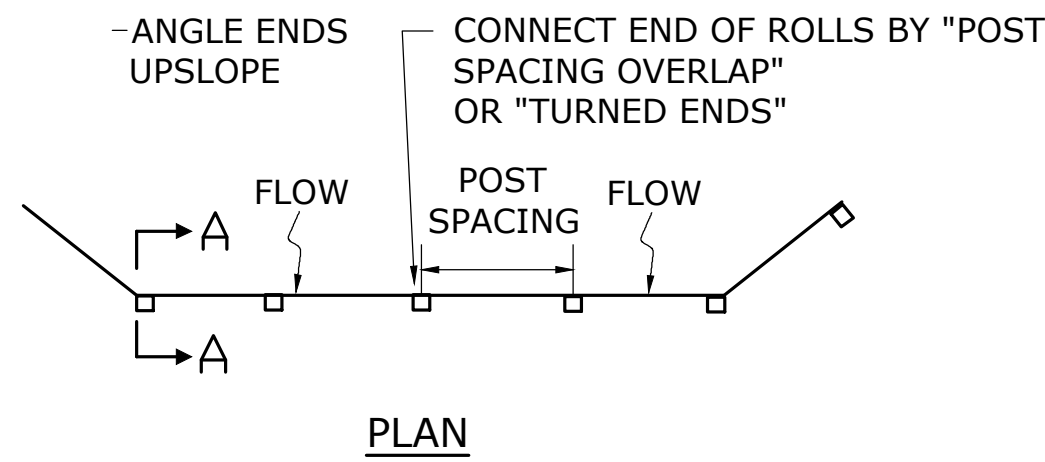 ANGLE ENDS
UPSLOPE
CONNECT END OF ROLLS BY "POST
SPACING OVERLAP"
OR "TURNED ENDS"
FLOW
POST
SPACING
FLOW
A
A
PLAN